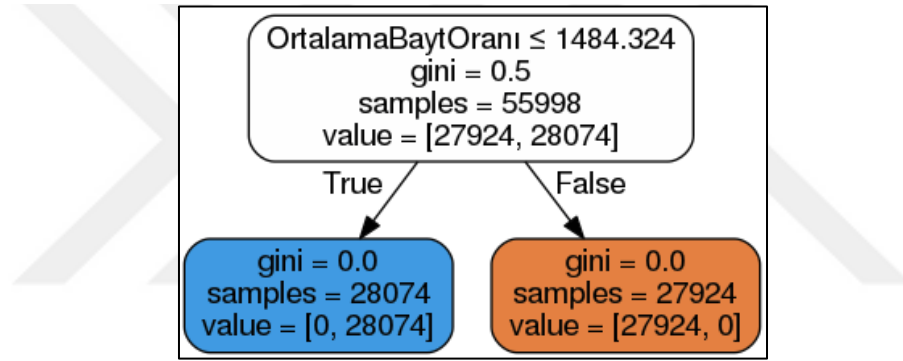 OrtalamaBaytOranı ≤ 1484.324
gini = 0.5
samples = 55998
value = [27924, 28074]
True
False
gini = 0.0
samples = 28074
value = [0, 28074]
gini = 0.0
samples = 27924
value = [27924, 0]